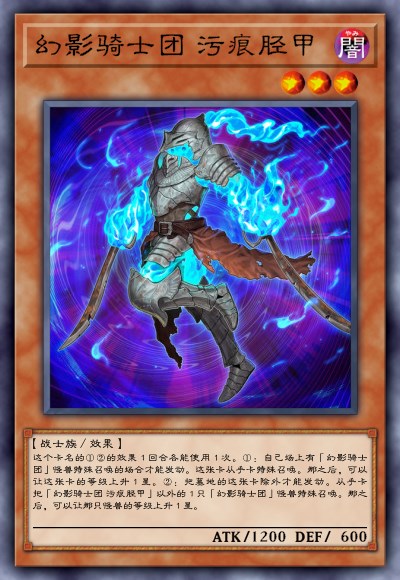 幻影骑士团 污痕胫甲
やみ
闇
【战士族／效果】
这个卡名的①②的效果1回合各能使用1次。①：自己场上有「幻影骑士
团」怪兽特殊召唤的场合才能发动。这张卡从手卡特殊召唤。那之后，可以
让这张卡的等级上升1星。②：把墓地的这张卡除外才能发动。从手卡
把「幻影骑士团 污痕胫甲」以外的1只「幻影骑士团」怪兽特殊召唤。那之
后，可以让那只怪兽的等级上升1星。
ATK/1200 DEF/ 600